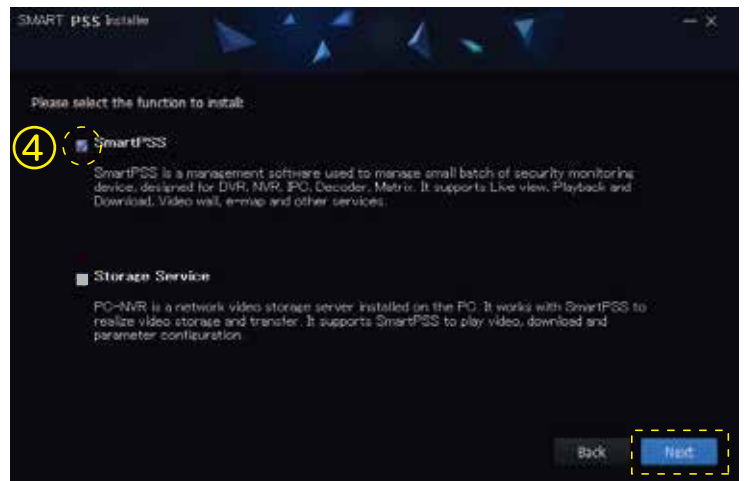 SMART PSS Installer
Please select the function to install:
④
SmartPSS
SmartPSS is a management software used to manage small batch of security monitoring
device, designed for DVR, NVR, IPC, Decoder, Matrix. It supports Live view, Playback and
Download, Video wall, e-map and other services.
Storage Service
PC-NVR is a network video storage server installed on the PC. It works with SmartPSS to
realize video storage and transfer. It supports SmartPSS to play video, download and
parameter configuration
Back
Next